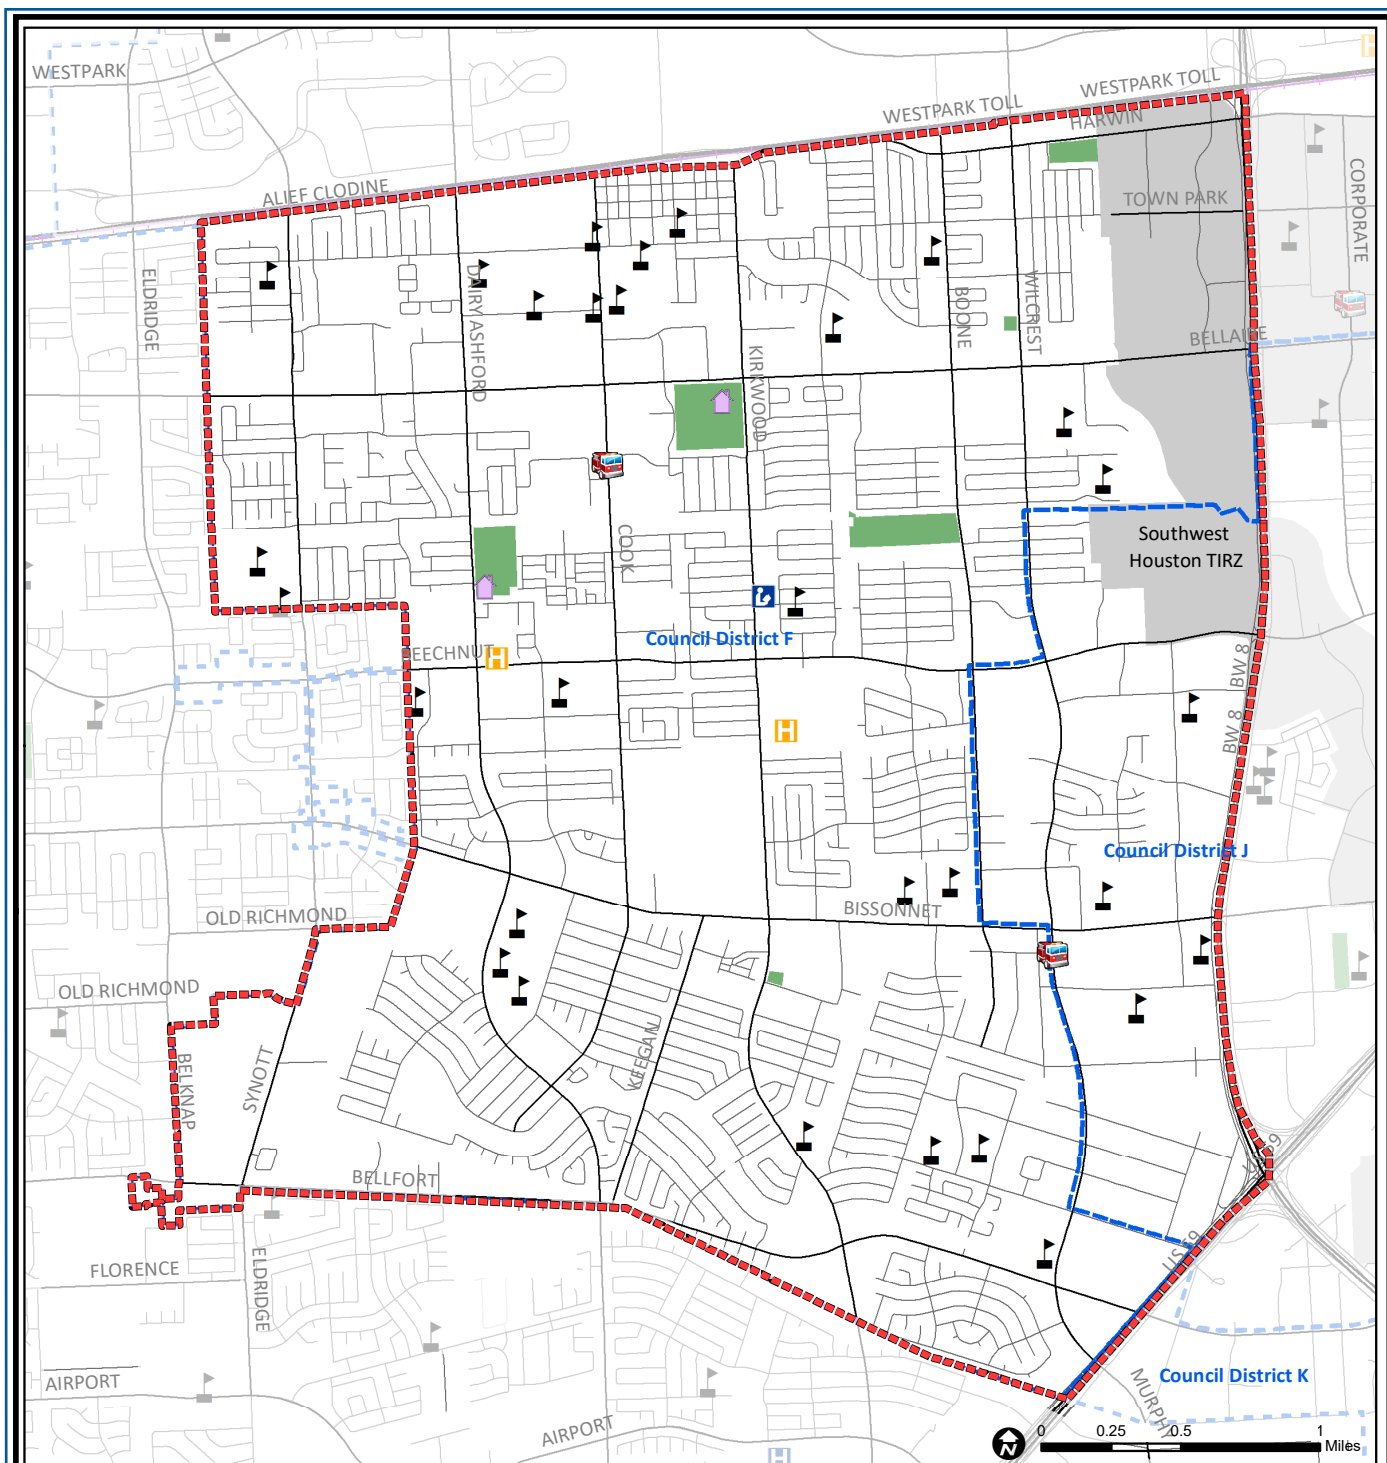 WESTPARK
WESTPARK TOLL
WESTPARK TOLL
HARWIN
ALIEF CLODINE
TOWN PARK
CORPORATE
ELDRIDGE
DAIRY ASHFORD
BOONE
WILCREST
KIRKWOOD
BELLAIRE
COOK
Southwest
Houston TIRZ
Council District F
BEECHNUT
H
BW 8
H
BW 8
Council District J
BISSONNET
OLD RICHMOND
OLD RICHMOND
KEEGAN
SYNOTT
BELKNAP
BELLFORT
US 59
US 59
FLORENCE
ELDRIDGE
AIRPORT
AIRPORT
MURPHY
Council District K
H
H
N
0 0.25 0.5 1
Miles